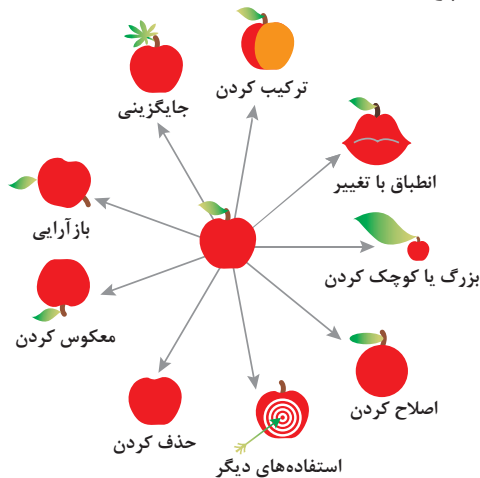 ترکیب کردن
جایگزینی
انطباق با تغییر
بازآرایی
بزرگ یا کوچک کردن
معکوس کردن
اصلاح کردن
حذف کردن
استفاده‌های دیگر